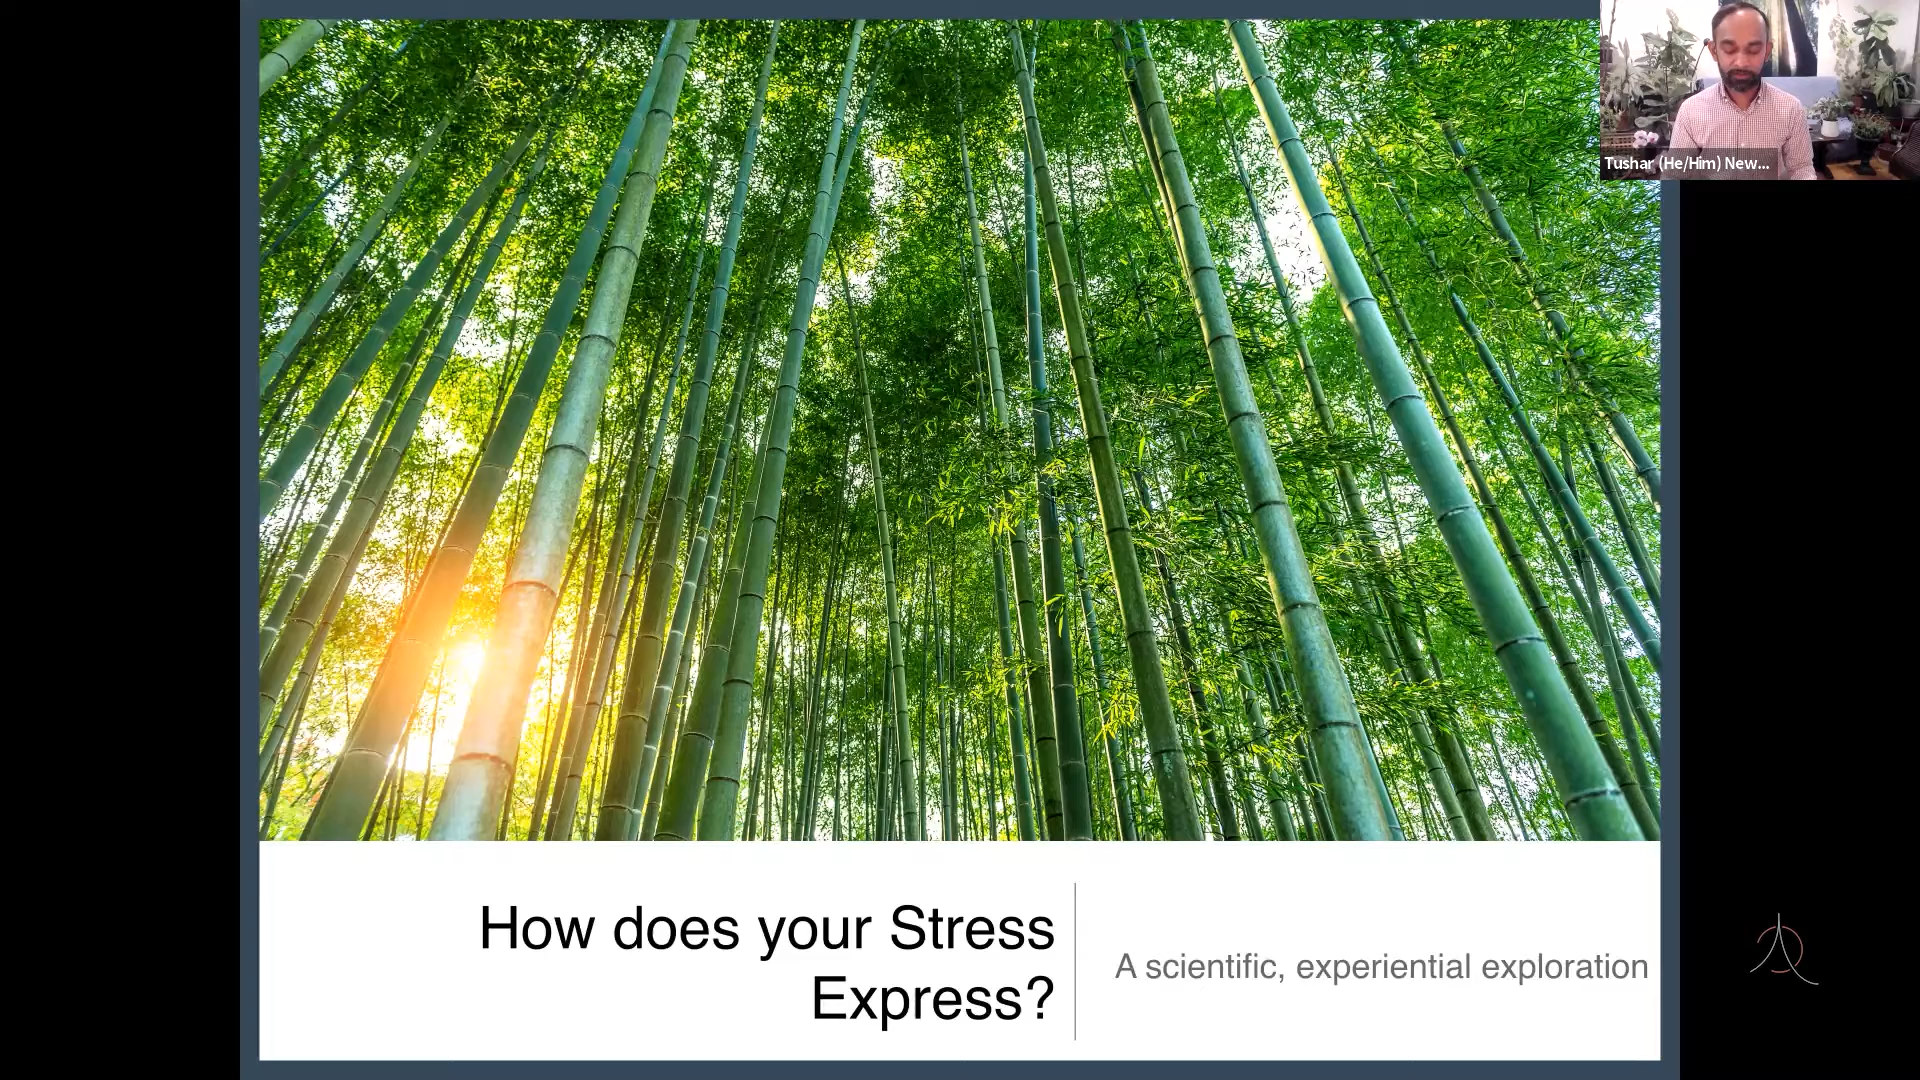 Tushar (He/Him) New...
How does your Stress
Express?
A scientific, experiential exploration